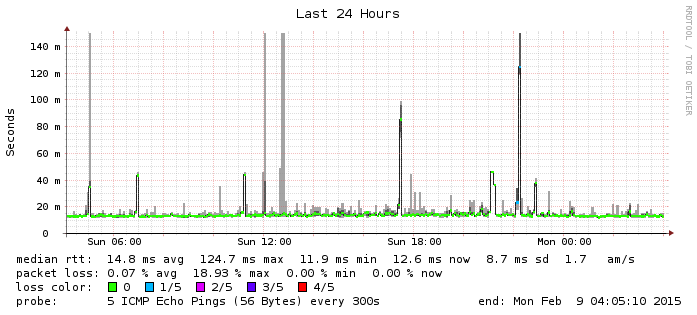 Last 24 Hours
RRDTOOL / TOBI OETIKER
Seconds
140 m
120 m
100 m
80 m
60 m
40 m
20 m
0
Sun 06:00 Sun 12:00 Sun 18:00 Mon 00:00
median rtt: 14.8 ms avg 124.7 ms max 11.9 ms min 12.6 ms now 8.7 ms sd 1.7 am/s
packet loss: 0.07 % avg 18.93 % max 0.00 % min 0.00 % now
loss color: 0 1/5 2/5 3/5 4/5
probe: 5 ICMP Echo Pings (56 Bytes) every 300s end: Mon Feb 9 04:05:10 2015